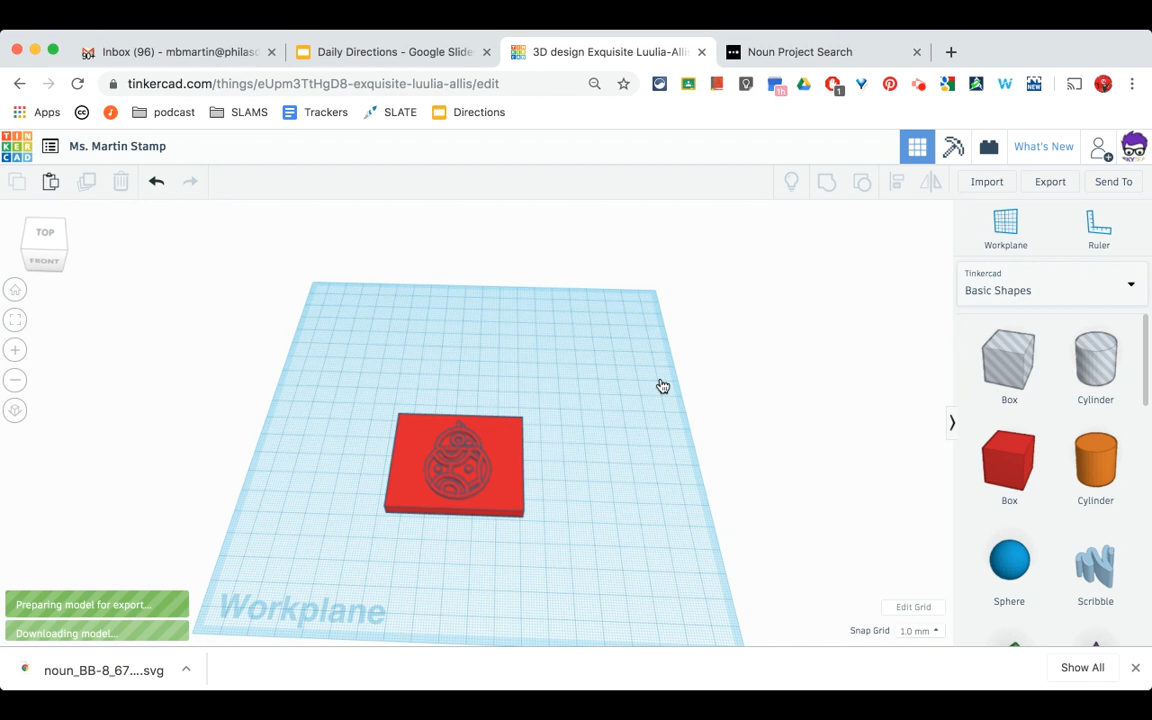 Inbox (96) - mbmartin@philasc
Daily Directions - Google Slide
3D design Exquisite Luulia-Alli
Noun Project Search
tinkercad.com/things/eUpm3TtHgD8-exquisite-luulia-allis/edit
Apps
podcast
SLAMS
Trackers
SLATE
Directions
TIN
KER
CAD
Ms. Martin Stamp
What's New
Import
Export
Send To
TOP
FRONT
Workplane
Ruler
Tinkercad
Basic Shapes
Box
Cylinder
Box
Cylinder
Sphere
Scribble
Workplane
Edit Grid
Snap Grid 1.0 mm
Preparing model for export...
Downloading model...
noun_BB-8_67....svg
Show All